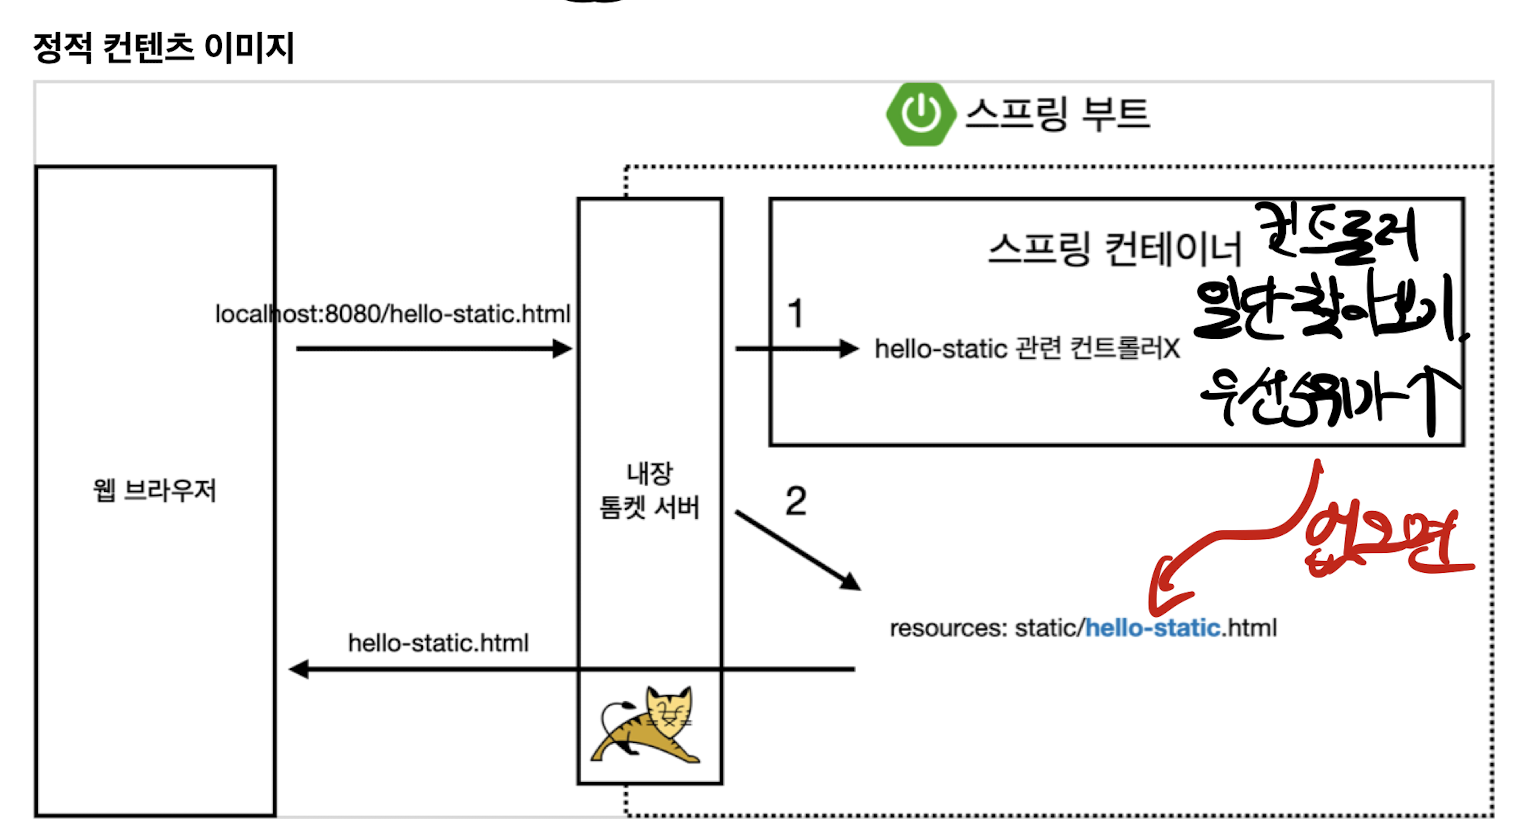 정적 컨텐츠 이미지
스프링 부트
스프링 컨테이너
컨트롤러
일단 찾아보기.
우선순위가 ↑
localhost:8080/hello-static.html
1
hello-static 관련 컨트롤러X
웹 브라우저
내장
톰켓 서버
2
없으면
resources: static/hello-static.html
hello-static.html